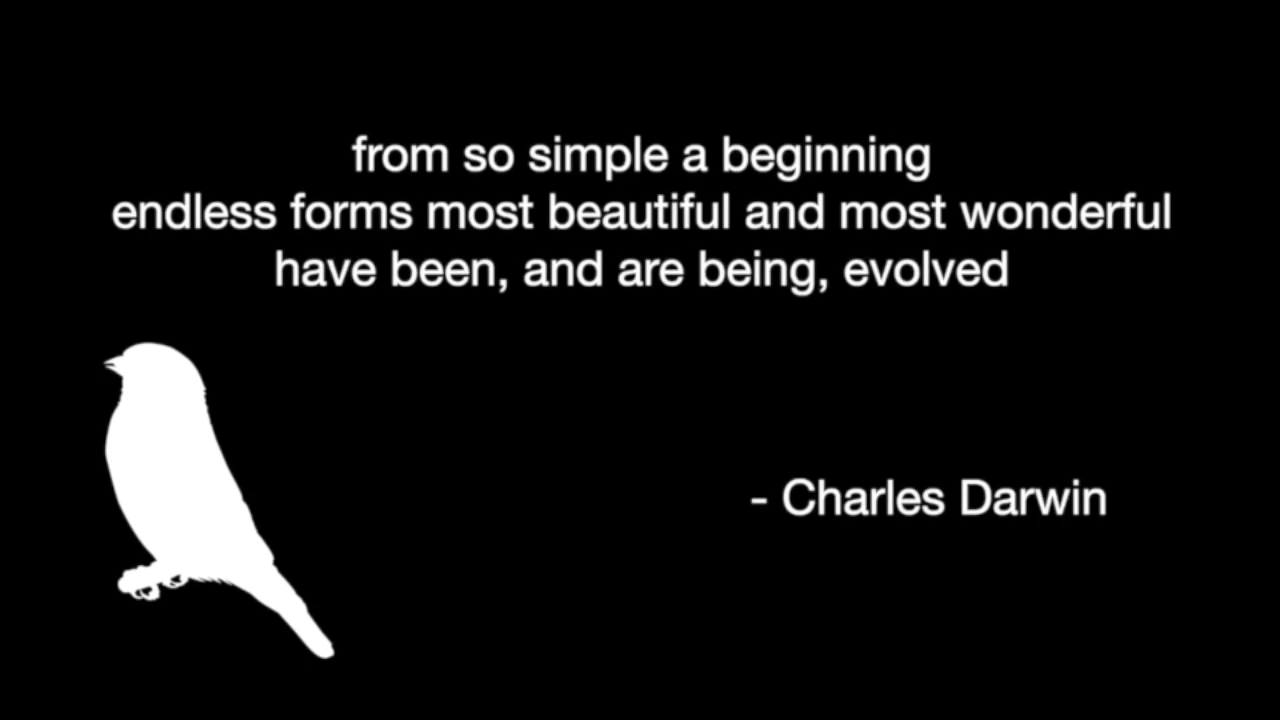 from so simple a beginning
endless forms most beautiful and most wonderful
have been, and are being, evolved
- Charles Darwin